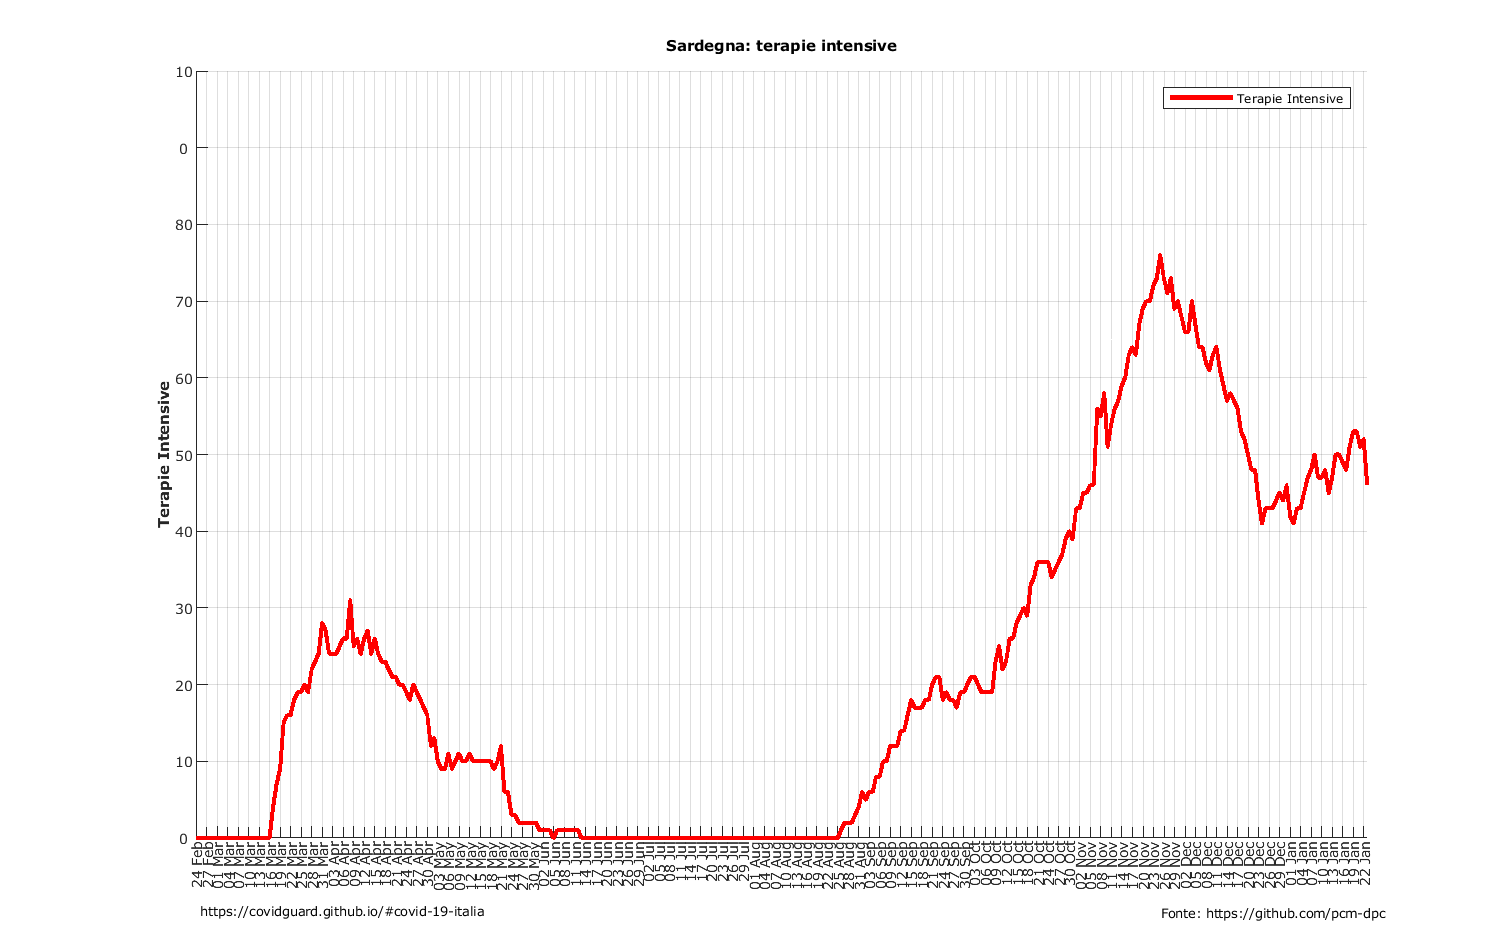 Sardegna: terapie intensive
Terapie Intensive
10
0
80
70
60
50
40
30
20
10
0
Terapie Intensive
24 Feb
27 Feb
01 Mar
04 Mar
07 Mar
10 Mar
13 Mar
16 Mar
19 Mar
22 Mar
25 Mar
28 Mar
31 Mar
03 Apr
06 Apr
09 Apr
12 Apr
15 Apr
18 Apr
21 Apr
24 Apr
27 Apr
30 Apr
03 May
06 May
09 May
12 May
15 May
18 May
21 May
24 May
27 May
30 May
02 Jun
05 Jun
08 Jun
11 Jun
14 Jun
17 Jun
20 Jun
23 Jun
26 Jun
29 Jun
02 Jul
05 Jul
08 Jul
11 Jul
14 Jul
17 Jul
20 Jul
23 Jul
26 Jul
29 Jul
01 Aug
04 Aug
07 Aug
10 Aug
13 Aug
16 Aug
19 Aug
22 Aug
25 Aug
28 Aug
31 Aug
03 Sep
06 Sep
09 Sep
12 Sep
15 Sep
18 Sep
21 Sep
24 Sep
27 Sep
30 Sep
03 Oct
06 Oct
09 Oct
12 Oct
15 Oct
18 Oct
21 Oct
24 Oct
27 Oct
30 Oct
02 Nov
05 Nov
08 Nov
11 Nov
14 Nov
17 Nov
20 Nov
23 Nov
26 Nov
29 Nov
02 Dec
05 Dec
08 Dec
11 Dec
14 Dec
17 Dec
20 Dec
23 Dec
26 Dec
29 Dec
01 Jan
04 Jan
07 Jan
10 Jan
13 Jan
16 Jan
19 Jan
22 Jan
https://covidguard.github.io/#covid-19-italia
Fonte: https://github.com/pcm-dpc